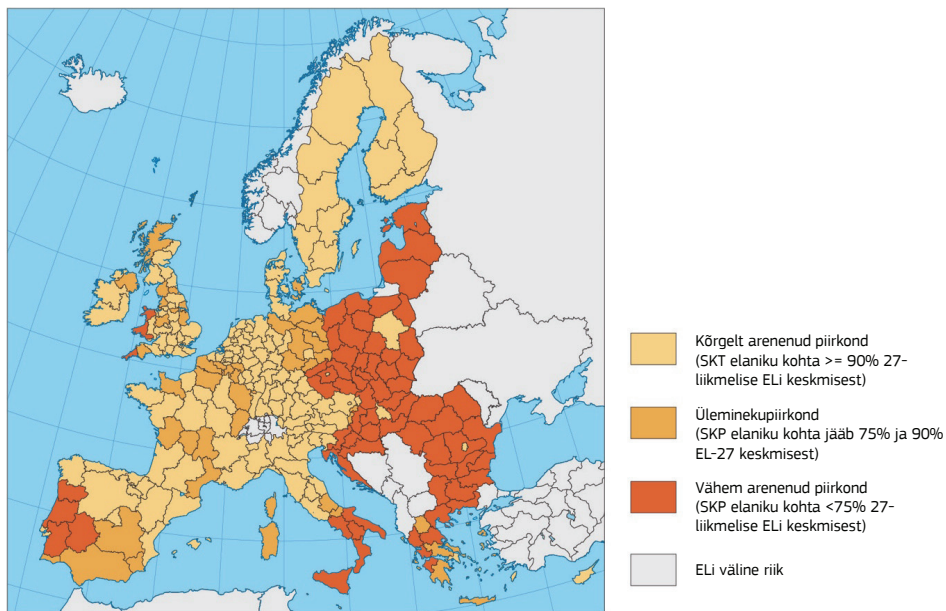 Kõrgelt arenenud piirkond
(SKT elaniku kohta >= 90% 27-
liikmelise ELi keskmisest)
Üleminekupiirkond
(SKP elaniku kohta jääb 75% ja 90%
EL-27 keskmisest)
Vähem arenenud piirkond
(SKP elaniku kohta <75% 27-
liikmelise ELi keskmisest)
ELi väline riik